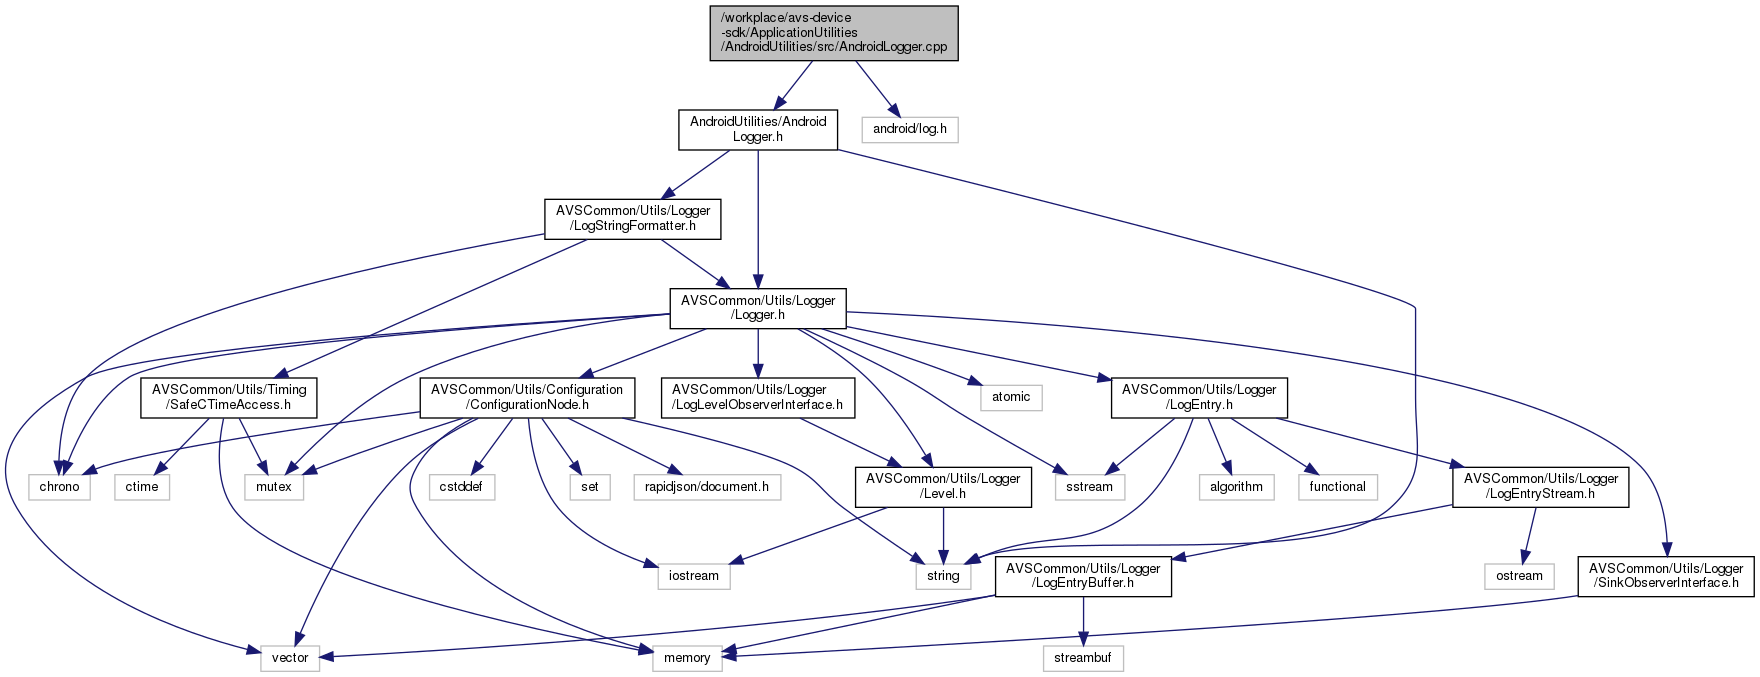 /workplace/avs-device
-sdk/ApplicationUtilities
/AndroidUtilities/src/AndroidLogger.cpp
AndroidUtilities/Android
Logger.h
android/log.h
AVSCommon/Utils/Logger
/LogStringFormatter.h
AVSCommon/Utils/Logger
/Logger.h
AVSCommon/Utils/Timing
/SafeCTimeAccess.h
AVSCommon/Utils/Configuration
/ConfigurationNode.h
AVSCommon/Utils/Logger
/LogLevelObserverInterface.h
atomic
AVSCommon/Utils/Logger
/LogEntry.h
chrono
ctime
mutex
cstddef
set
rapidjson/document.h
AVSCommon/Utils/Logger
/Level.h
sstream
algorithm
functional
AVSCommon/Utils/Logger
/LogEntryStream.h
iostream
string
AVSCommon/Utils/Logger
/LogEntryBuffer.h
ostream
AVSCommon/Utils/Logger
/SinkObserverInterface.h
vector
memory
streambuf